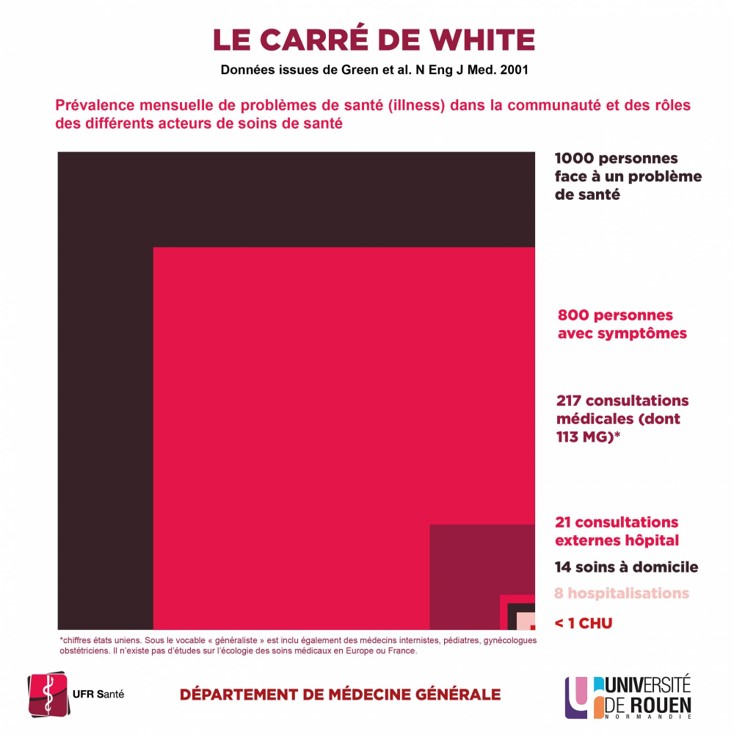 LE CARRÉ DE WHITE
Données issues de Green et al. N Eng J Med. 2001
Prévalence mensuelle de problèmes de santé (illness) dans la communauté et des rôles
des différents acteurs de soins de santé
1000 personnes
face à un problème
de santé
800 personnes
avec symptômes
217 consultations
médicales (dont
113 MG)*
21 consultations
externes hôpital
14 soins à domicile
8 hospitalisations
< 1 CHU
*chiffres états uniens. Sous le vocable « généraliste » est inclu également des médecins internistes, pédiatres, gynécologues
obstétriciens. Il n'existe pas d'études sur l'écologie des soins médicaux en Europe ou France.
UFR Santé
DÉPARTEMENT DE MÉDECINE GÉNÉRALE
UNIVERSITÉ
DE ROUEN
NORMANDIE